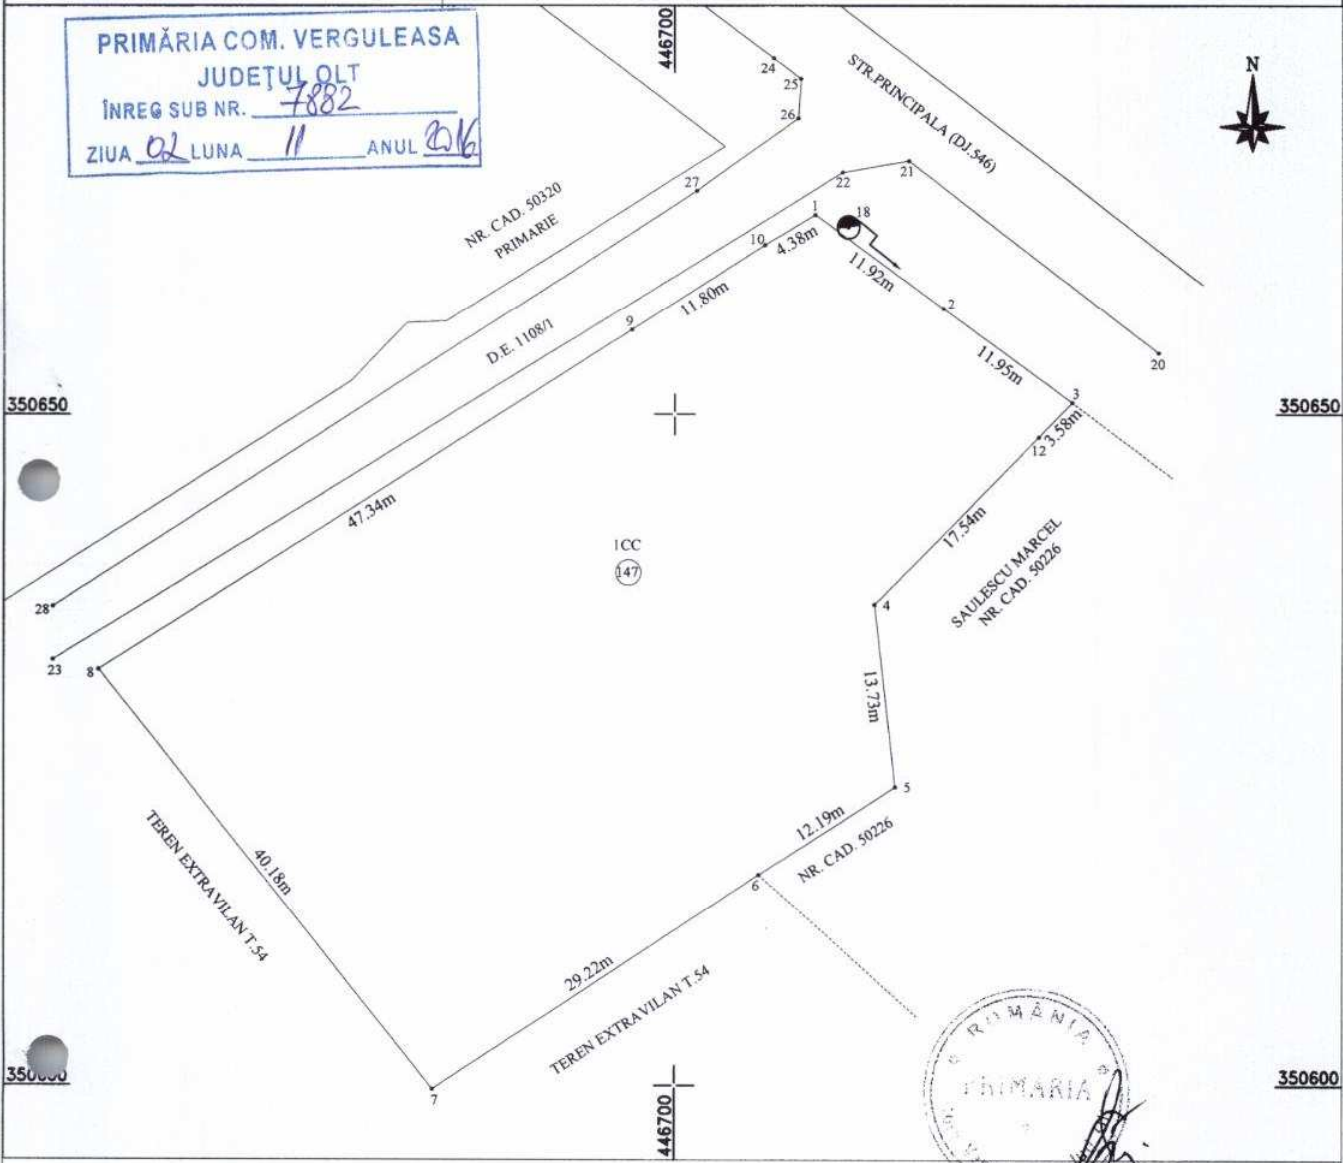 PRIMĂRIA COM. VERGULEASA
JUDEȚUL OLT
ÎNREG SUB NR. 7882
ZIUA 02 LUNA 11 ANUL 2016
446700
N
24
25
26
STR.PRINCIPALA (DJ.546)
27
22
21
1
18
NR. CAD. 50320
PRIMARIE
10
4.38m
11.92m
11.80m
2
9
D.E. 1108/1
11.95m
20
3
350650
350650
3.58m
12
47.34m
17.54m
1CC
147
SAULESCU MARCEL
NR. CAD. 50226
28
4
23
8
13.73m
5
12.19m
NR. CAD. 50226
TEREN EXTRAVILAN T.54
40.18m
6
29.22m
TEREN EXTRAVILAN T.54
ROMÂNIA
PRIMĂRIA
350600
7
446700